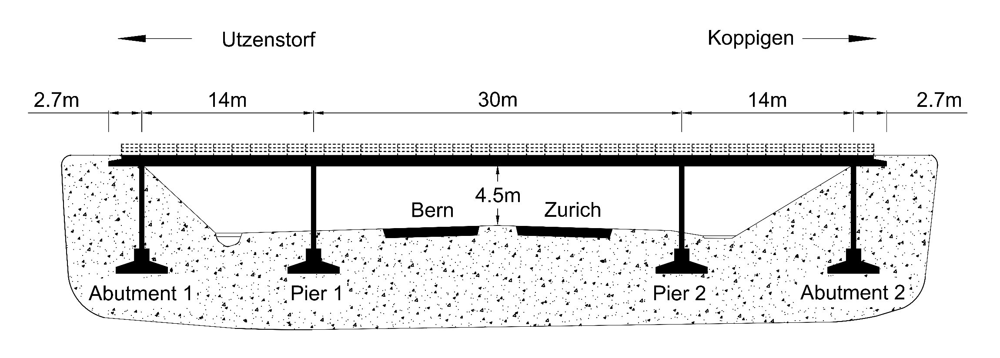 Utzenstorf
Koppigen
2.7m
14m
30m
14m
2.7m
4.5m
Bern
Zurich
Abutment 1
Pier 1
Pier 2
Abutment 2